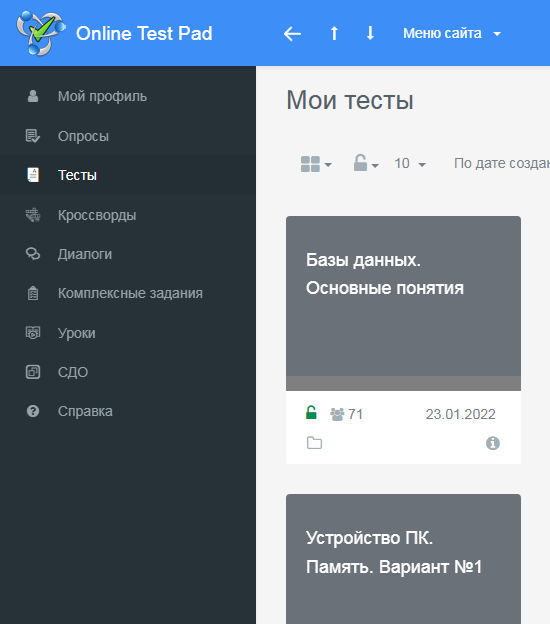 Online Test Pad
Меню сайта
Мой профиль
Опросы
Тесты
Кроссворды
Диалоги
Комплексные задания
Уроки
СДО
Справка
Мои тесты
10
По дате создан
Базы данных.
Основные понятия
71
23.01.2022
Устройство ПК.
Память. Вариант №1